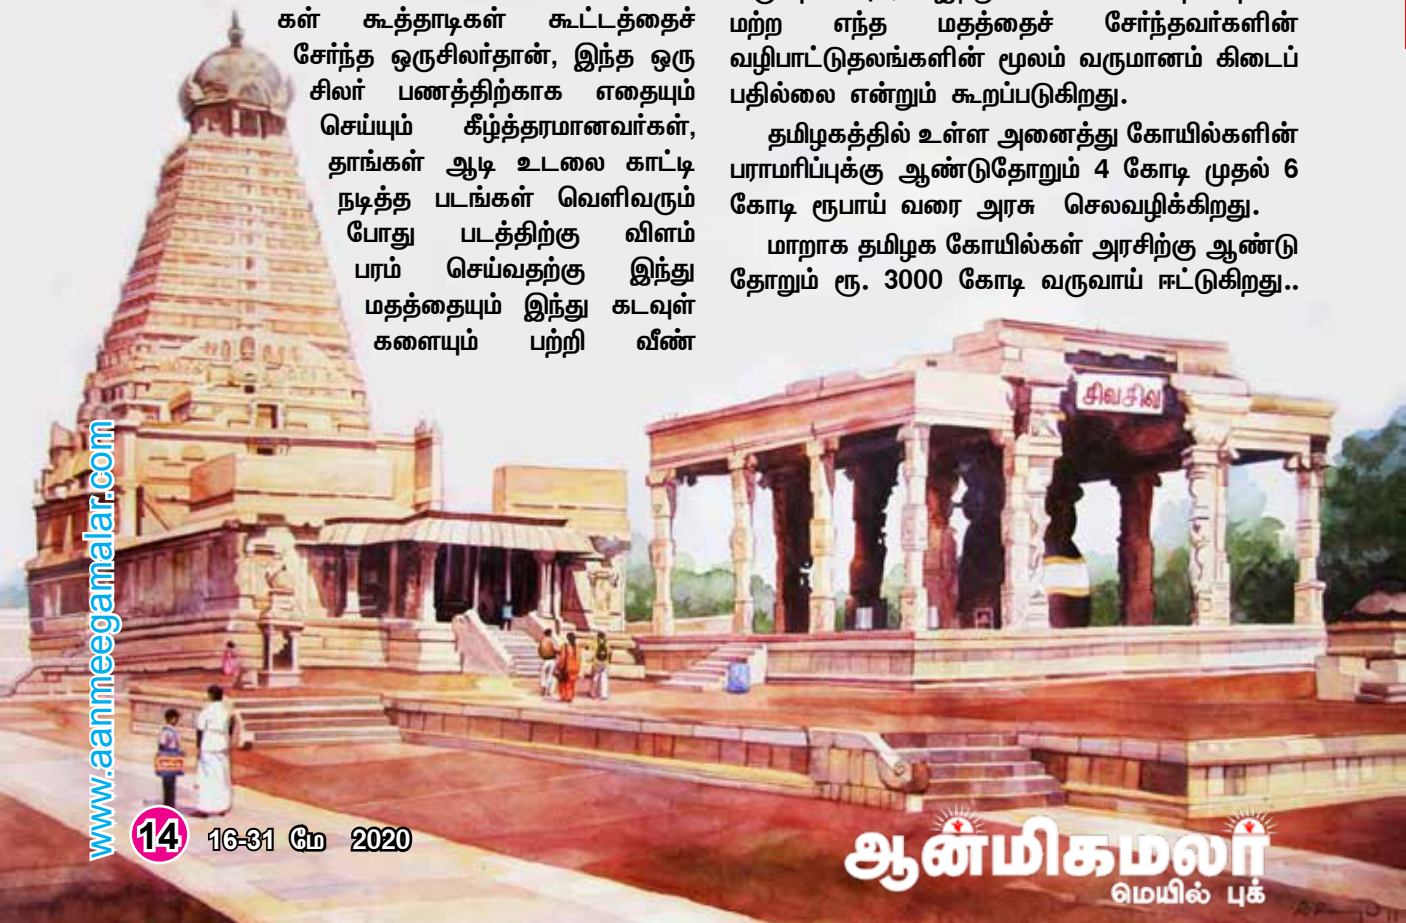 கள் கூத்தாடிகள் கூட்டத்தைச்
சேர்ந்த ஒருசிலர்தான், இந்த ஒரு
சிலர் பணத்திற்காக எதையும்
செய்யும் கீழ்த்தரமானவர்கள்,
தாங்கள் ஆடி உடலை காட்டி
நடித்த படங்கள் வெளிவரும்
போது படத்திற்கு விளம்
பரம் செய்வதற்கு இந்து
மதத்தையும் இந்து கடவுள்
களையும் பற்றி வீண்
மற்ற எந்த மதத்தைச் சேர்ந்தவர்களின்
வழிபாட்டுதலங்களின் மூலம் வருமானம் கிடைப்
பதில்லை என்றும் கூறப்படுகிறது.
தமிழகத்தில் உள்ள அனைத்து கோயில்களின்
பராமரிப்புக்கு ஆண்டுதோறும் 4 கோடி முதல் 6
கோடி ரூபாய் வரை அரசு செலவழிக்கிறது.
மாறாக தமிழக கோயில்கள் அரசிற்கு ஆண்டு
தோறும் ரூ. 3000 கோடி வருவாய் ஈட்டுகிறது..
சிவசிவ
www.aanmeegamalar.com
14 16-31 மே 2020
ஆன்மிகமலர்
மெயில் புக்